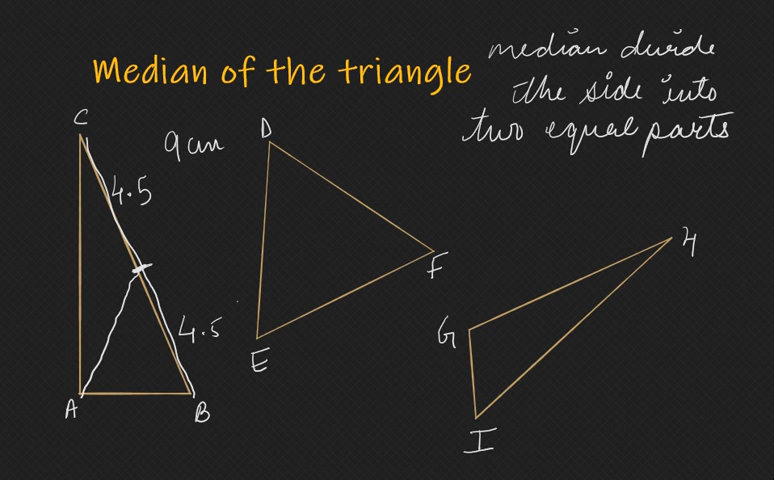 Median of the triangle
median divide
the side into
two equal parts
C
9 cm
D
4.5
H
F
G
4.5
E
A
B
I